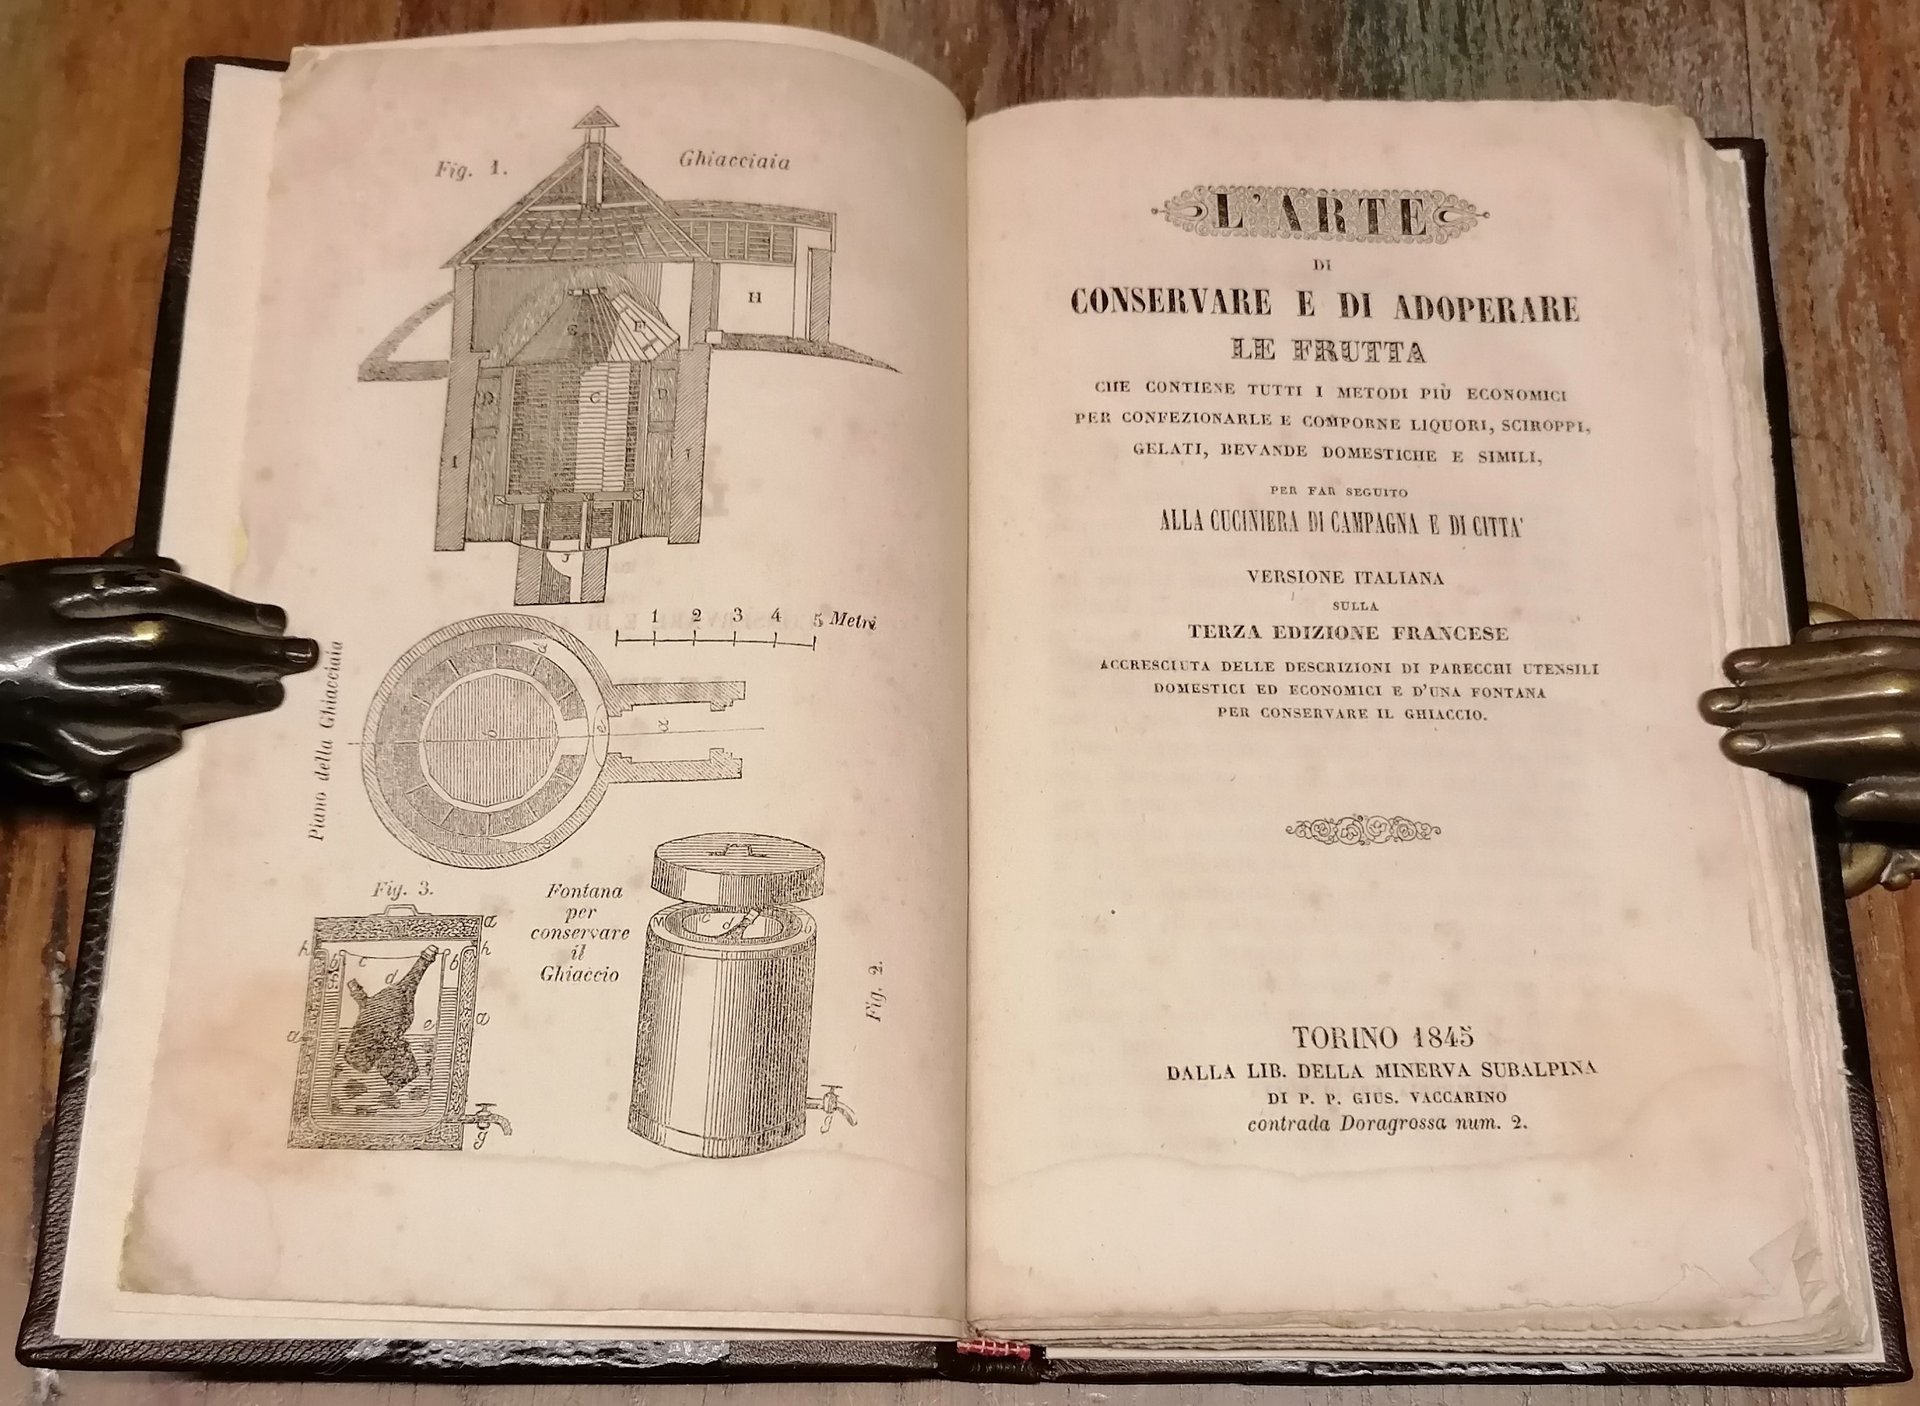 Fig. 1.
Ghiacciaia
H
E
F
D
C
D
I
I
J
1 2 3 4 5 Metri
Piano della Ghiacciaia
d
e
a
b
c
Fig. 3.
Fontana
per
conservare
il
Ghiaccio
a
h
h
b
c
b
d
e
a
a
g
M
c
d
b
g
Fig. 2.
L'ARTE
DI
CONSERVARE E DI ADOPERARE
LE FRUTTA
CHE CONTIENE TUTTI I METODI PIÙ ECONOMICI
PER CONFEZIONARLE E COMPORNE LIQUORI, SCIROPPI,
GELATI, BEVANDE DOMESTICHE E SIMILI,
PER FAR SEGUITO
ALLA CUCINIERA DI CAMPAGNA E DI CITTA'
VERSIONE ITALIANA
SULLA
TERZA EDIZIONE FRANCESE
ACCRESCIUTA DELLE DESCRIZIONI DI PARECCHI UTENSILI
DOMESTICI ED ECONOMICI E D'UNA FONTANA
PER CONSERVARE IL GHIACCIO.
TORINO 1845
DALLA LIB. DELLA MINERVA SUBALPINA
DI P. P. GIUS. VACCARINO
contrada Doragrossa num. 2.